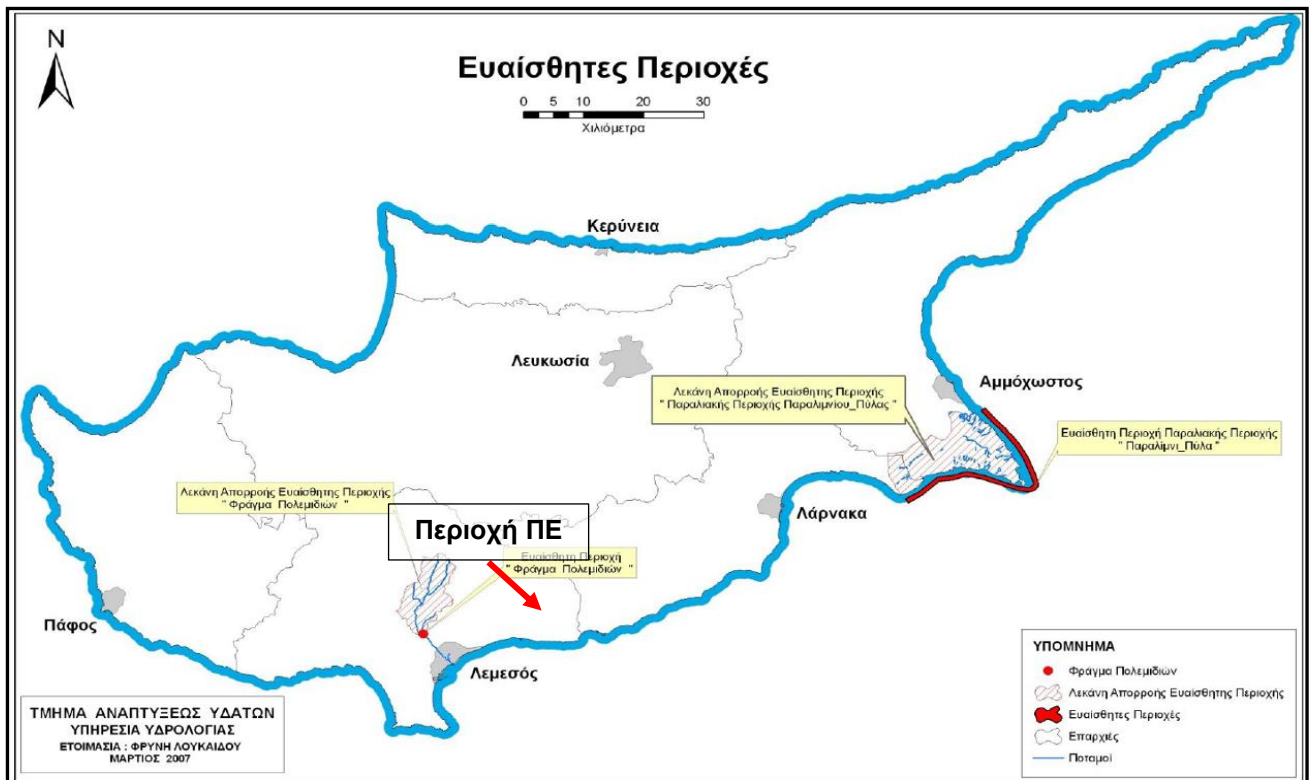 N
Ευαίσθητες Περιοχές
0 5 10 20 30
Χιλιόμετρα
Κερύνεια
Λευκωσία
Αμμόχωστος
Λεκάνη Απορροής Ευαίσθητης Περιοχής
" Παραλιακής Περιοχής Παραλιμνίου_Πύλας "
Ευαίσθητη Περιοχή Παραλιακής Περιοχής
" Παραλίμνι_Πύλα "
Λεκάνη Απορροής Ευαίσθητης Περιοχής
" Φράγμα Πολεμιδιών "
Λάρνακα
Περιοχή ΠΕ
Ευαίσθητη Περιοχή
" Φράγμα Πολεμιδιών "
Πάφος
Λεμεσός
ΥΠΟΜΝΗΜΑ
Φράγμα Πολεμιδιών
Λεκάνη Απορροής Ευαίσθητης Περιοχής
Ευαίσθητες Περιοχές
Επαρχίες
Ποταμοί
ΤΜΗΜΑ ΑΝΑΠΤΥΞΕΩΣ ΥΔΑΤΩΝ
ΥΠΗΡΕΣΙΑ ΥΔΡΟΛΟΓΙΑΣ
ΕΤΟΙΜΑΣΙΑ : ΦΡΥΝΗ ΛΟΥΚΑΙΔΟΥ
ΜΑΡΤΙΟΣ 2007